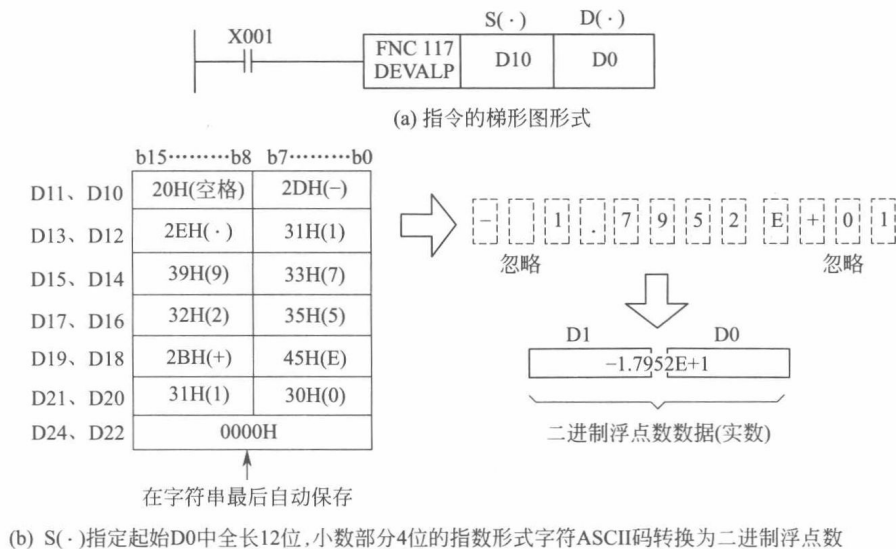 S(·) D(·)
X001
FNC 117
DEVALP
D10
D0
(a) 指令的梯形图形式
b15………b8 b7………b0
D11、D10 20H(空格) 2DH(−)
D13、D12 2EH(·) 31H(1)
D15、D14 39H(9) 33H(7)
D17、D16 32H(2) 35H(5)
D19、D18 2BH(+) 45H(E)
D21、D20 31H(1) 30H(0)
D24、D22 0000H
在字符串最后自动保存
− 1 . 7 9 5 2 E + 0 1
忽略 忽略
D1 D0
−1.7952E+1
二进制浮点数数据(实数)
(b) S(·)指定起始D0中全长12位,小数部分4位的指数形式字符ASCII码转换为二进制浮点数